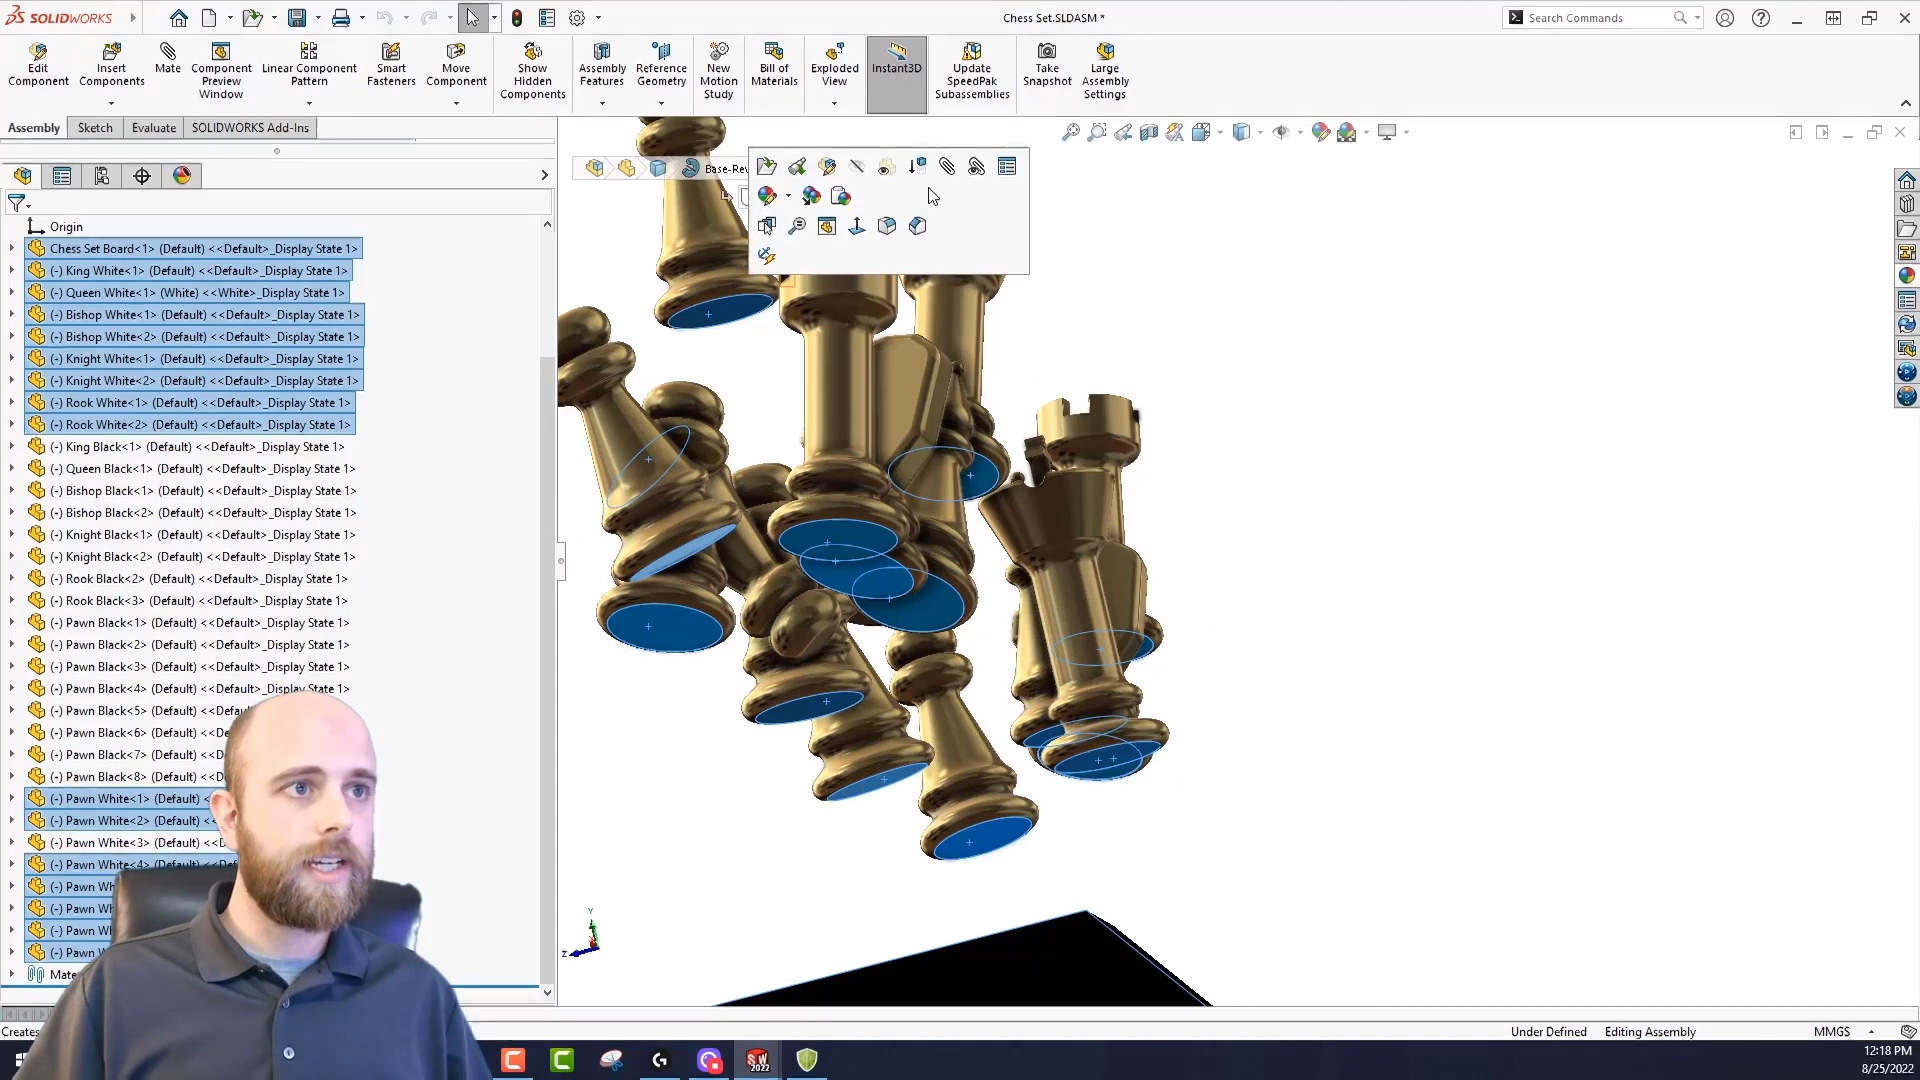 SOLIDWORKS
Chess Set.SLDASM *
Search Commands
Edit Component
Insert Components
Mate
Component Preview Window
Linear Component Pattern
Smart Fasteners
Move Component
Show Hidden Components
Assembly Features
Reference Geometry
New Motion Study
Bill of Materials
Exploded View
Instant3D
Update SpeedPak Subassemblies
Take Snapshot
Large Assembly Settings
Assembly
Sketch
Evaluate
SOLIDWORKS Add-Ins
Base-Rev
Origin
Chess Set Board<1> (Default) <<Default>_Display State 1>
(-) King White<1> (Default) <<Default>_Display State 1>
(-) Queen White<1> (White) <<White>_Display State 1>
(-) Bishop White<1> (Default) <<Default>_Display State 1>
(-) Bishop White<2> (Default) <<Default>_Display State 1>
(-) Knight White<1> (Default) <<Default>_Display State 1>
(-) Knight White<2> (Default) <<Default>_Display State 1>
(-) Rook White<1> (Default) <<Default>_Display State 1>
(-) Rook White<2> (Default) <<Default>_Display State 1>
(-) King Black<1> (Default) <<Default>_Display State 1>
(-) Queen Black<1> (Default) <<Default>_Display State 1>
(-) Bishop Black<1> (Default) <<Default>_Display State 1>
(-) Bishop Black<2> (Default) <<Default>_Display State 1>
(-) Knight Black<1> (Default) <<Default>_Display State 1>
(-) Knight Black<2> (Default) <<Default>_Display State 1>
(-) Rook Black<2> (Default) <<Default>_Display State 1>
(-) Rook Black<3> (Default) <<Default>_Display State 1>
(-) Pawn Black<1> (Default) <<Default>_Display State 1>
(-) Pawn Black<2> (Default) <<Default>_Display State 1>
(-) Pawn Black<3> (Default) <<Default>_Display State 1>
(-) Pawn Black<4> (Default) <<Default>_Display State 1>
(-) Pawn Black<5> (Default) <<De
(-) Pawn Black<6> (Default) <<D
(-) Pawn Black<7> (Default) <<D
(-) Pawn Black<8> (Default) <<D
(-) Pawn White<1> (Default) <
(-) Pawn White<2> (Default) <<
(-) Pawn White<3> (Default) <<D
(-) Pawn White<4> (Default) <<Def
(-) Pawn Wh
(-) Pawn Wh
(-) Pawn Wh
(-) Pawn W
Mate
Y
Z
Creates
Under Defined
Editing Assembly
MMGS
SW 2022
12:18 PM
8/25/2022